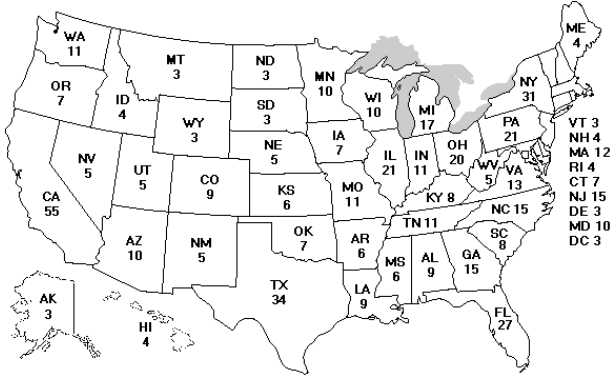 WA
11
OR
7
ID
4
MT
3
ND
3
MN
10
SD
3
WY
3
NE
5
IA
7
WI
10
MI
17
NY
31
ME
4
PA
21
NV
5
UT
5
CO
9
KS
6
MO
11
IL
21
IN
11
OH
20
WV
5
VA
13
KY 8
CA
55
AZ
10
NM
5
OK
7
AR
6
TN 11
NC 15
SC
8
TX
34
LA
9
MS
6
AL
9
GA
15
FL
27
AK
3
HI
4
VT 3
NH 4
MA 12
RI 4
CT 7
NJ 15
DE 3
MD 10
DC 3